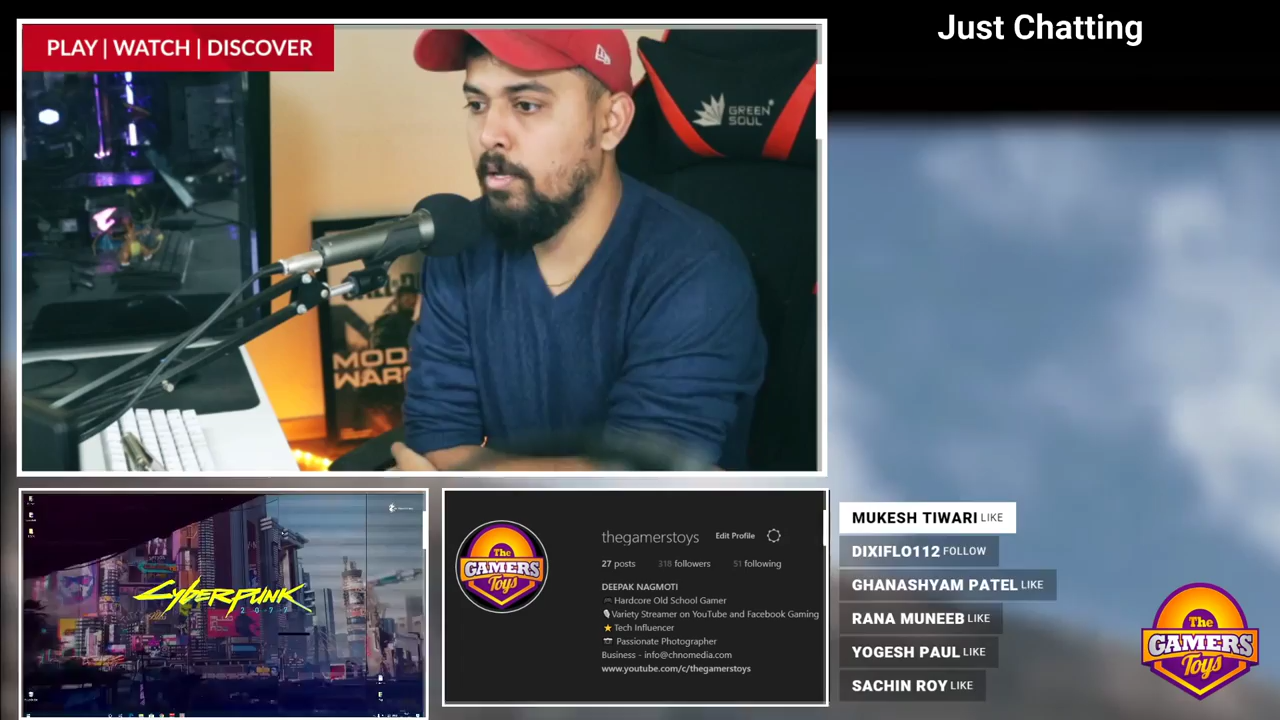 PLAY | WATCH | DISCOVER
Just Chatting
GREEN
SOUL
MOD
WAR
CYBERPUNK
2077
The
GAMERS
Toys
thegamerstoys
Edit Profile
27 posts
318 followers
51 following
DEEPAK NAGMOTI
Hardcore Old School Gamer
Variety Streamer on YouTube and Facebook Gaming
Tech Influencer
Passionate Photographer
Business - info@chnomedia.com
www.youtube.com/c/thegamerstoys
MUKESH TIWARI LIKE
DIXIFLO112 FOLLOW
GHANASHYAM PATEL LIKE
RANA MUNEEB LIKE
YOGESH PAUL LIKE
SACHIN ROY LIKE
The
GAMERS
Toys